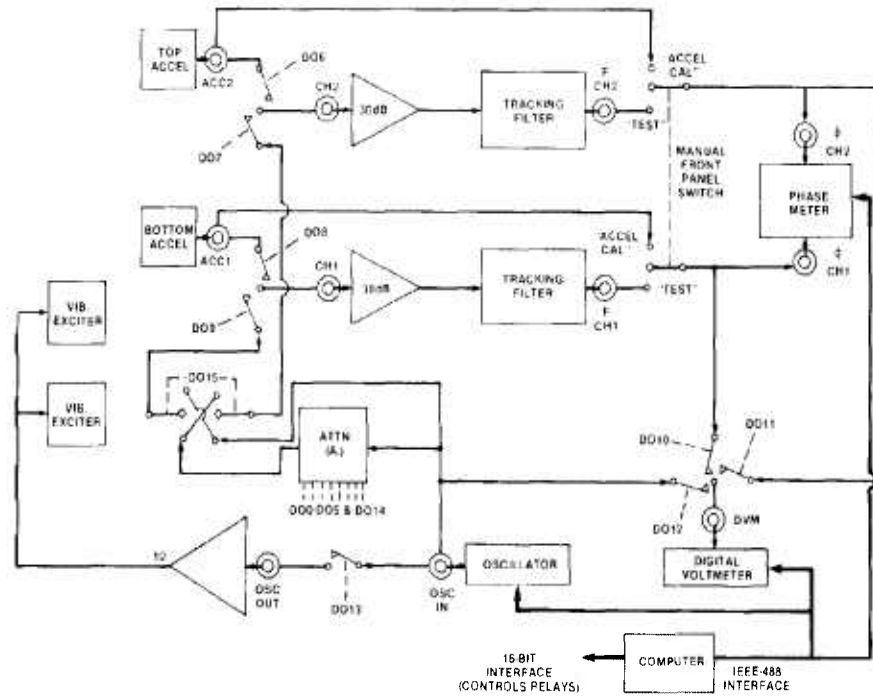 TOP
ACCEL
ACC2
DO6
CH2
30dB
TRACKING
FILTER
F
CH2
ACCEL
CAL"
"TEST"
DO7
MANUAL
FRONT
PANEL
SWITCH
CH2
PHASE
METER
CH1
BOTTOM
ACCEL
ACC1
DO8
CH1
30dB
TRACKING
FILTER
F
CH1
ACCEL
CAL"
"TEST"
DO9
VIB.
EXCITER
VIB.
EXCITER
DO15
ATTN
DO0-DO5 & DO14
DO10
DO11
DO12
DVM
DIGITAL
VOLTMETER
OSC
OUT
DO13
OSC
IN
OSCILLATOR
16-BIT
INTERFACE
(CONTROLS RELAYS)
COMPUTER
IEEE-488
INTERFACE